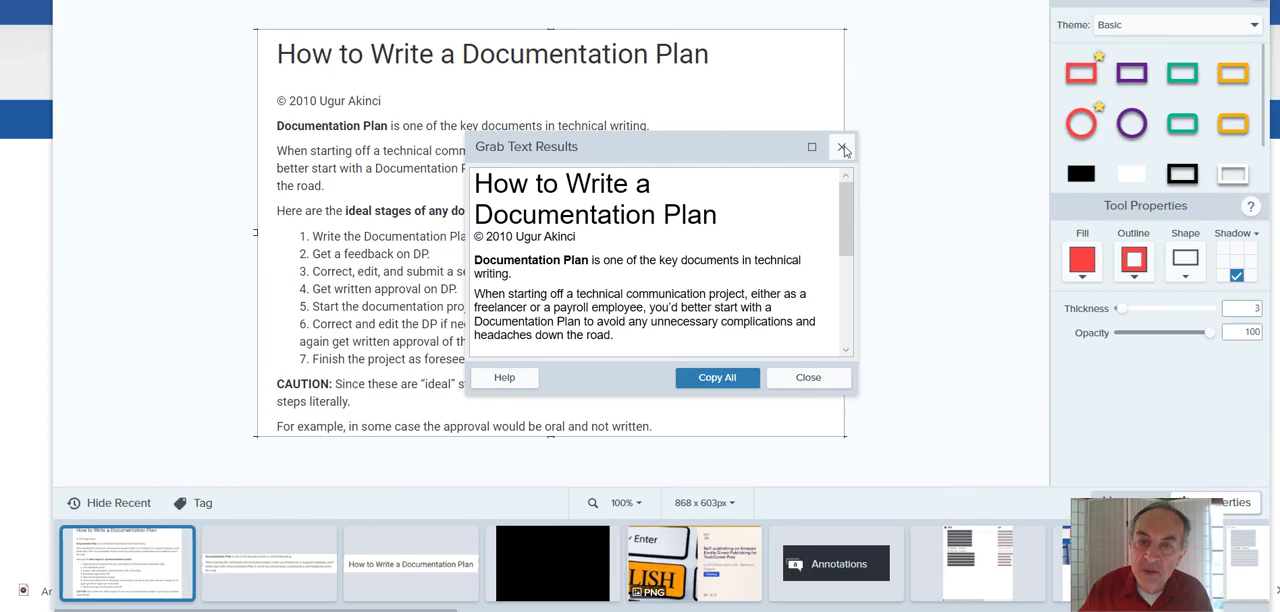 How to Write a Documentation Plan
© 2010 Ugur Akinci
Documentation Plan is one of the key documents in technical writing.
When starting off a technical comm
better start with a Documentation P
the road.
Here are the ideal stages of any do
1. Write the Documentation Pla
2. Get a feedback on DP.
3. Correct, edit, and submit a se
4. Get written approval on DP.
5. Start the documentation pro
6. Correct and edit the DP if ne
again get written approval of th
7. Finish the project as foresee
CAUTION: Since these are “ideal” s
steps literally.
For example, in some case the approval would be oral and not written.
Grab Text Results
How to Write a
Documentation Plan
© 2010 Ugur Akinci
Documentation Plan is one of the key documents in technical
writing.
When starting off a technical communication project, either as a
freelancer or a payroll employee, you’d better start with a
Documentation Plan to avoid any unnecessary complications and
headaches down the road.
Help
Copy All
Close
Theme: Basic
Tool Properties ?
Fill Outline Shape Shadow
Thickness 3
Opacity 100
Hide Recent Tag 100% 868 x 603px
How to Write a Documentation Plan
How to Write a Documentation Plan
Enter
LISH
PNG
a Annotations
Ar